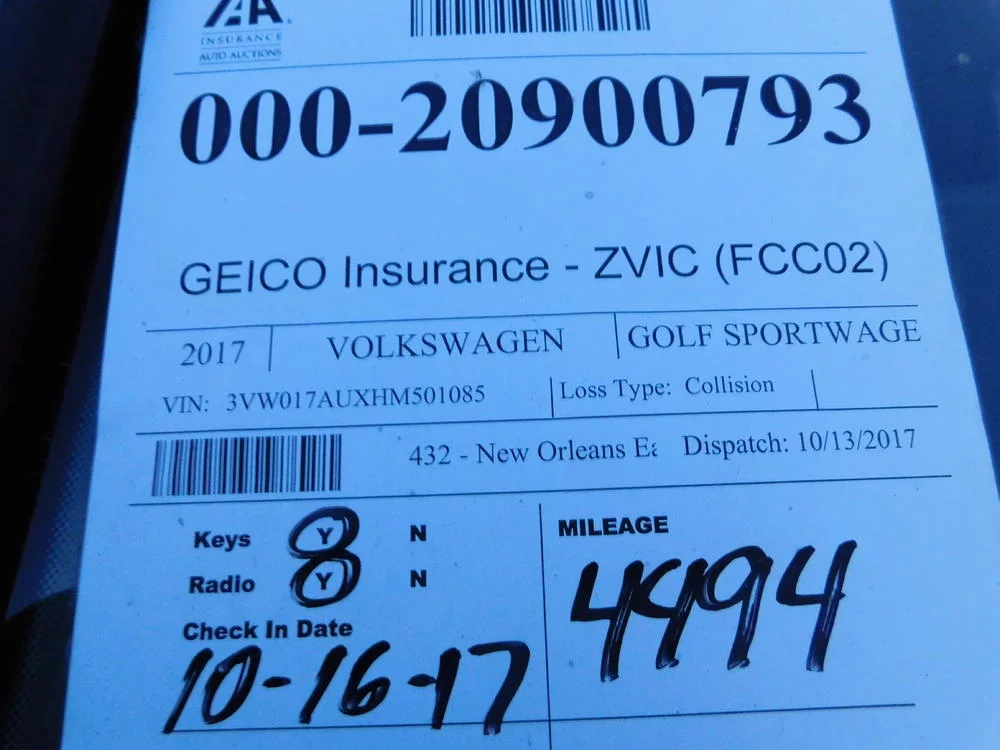 IAA.
INSURANCE
AUTO AUCTIONS
000-20900793
GEICO Insurance - ZVIC (FCC02)
2017 VOLKSWAGEN GOLF SPORTWAGE
VIN: 3VW017AUXHM501085 Loss Type: Collision
432 - New Orleans Ea Dispatch: 10/13/2017
Keys Y N MILEAGE
Radio Y N 4994
Check In Date
10-16-17